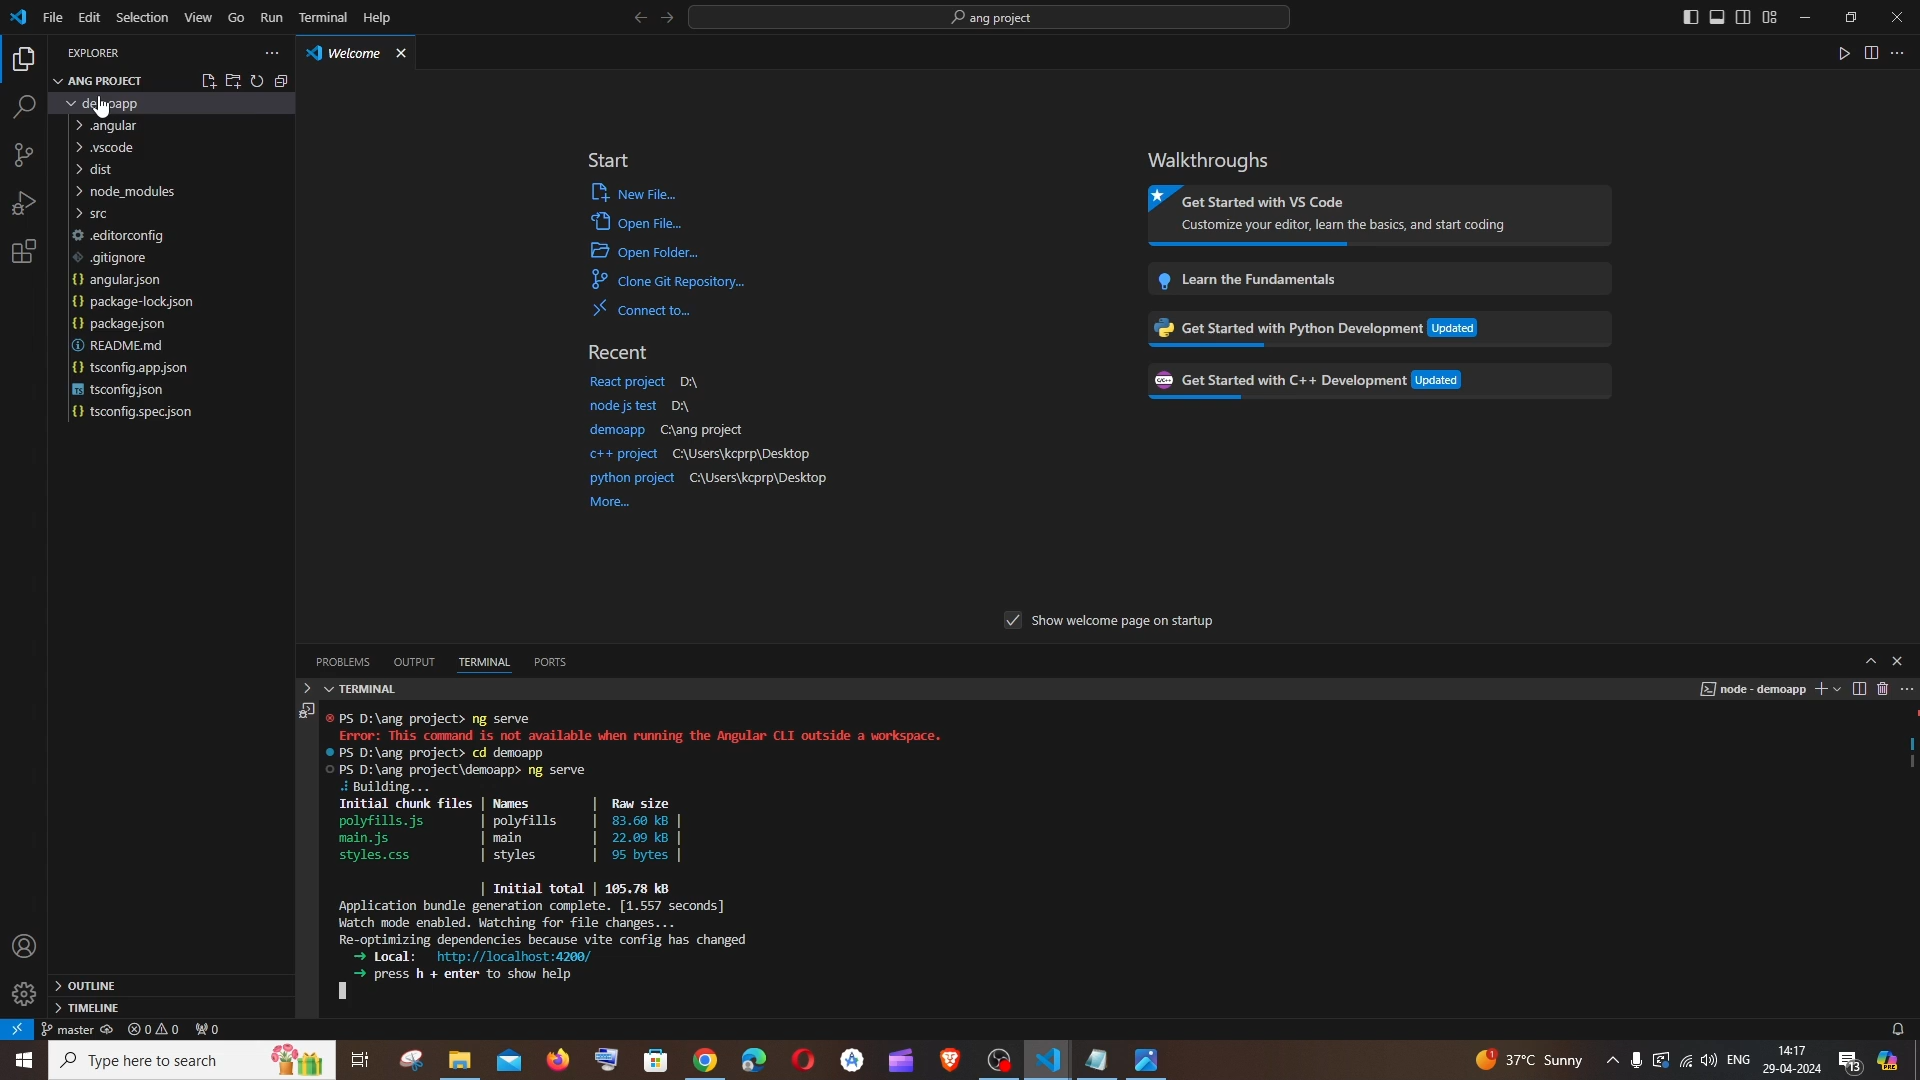 File Edit Selection View Go Run Terminal Help
ang project
EXPLORER
Welcome
ANG PROJECT
demoapp
.angular
.vscode
dist
node_modules
src
.editorconfig
.gitignore
angular.json
package-lock.json
package.json
README.md
tsconfig.app.json
tsconfig.json
tsconfig.spec.json
OUTLINE
TIMELINE
Start
New File...
Open File...
Open Folder...
Clone Git Repository...
Connect to...
Recent
React project D:\
node js test D:\
demoapp C:\ang project
c++ project C:\Users\kcprp\Desktop
python project C:\Users\kcprp\Desktop
More...
Walkthroughs
Get Started with VS Code
Customize your editor, learn the basics, and start coding
Learn the Fundamentals
Get Started with Python Development Updated
Get Started with C++ Development Updated
Show welcome page on startup
PROBLEMS OUTPUT TERMINAL PORTS
TERMINAL
node - demoapp
PS D:\ang project> ng serve
Error: This command is not available when running the Angular CLI outside a workspace.
PS D:\ang project> cd demoapp
PS D:\ang project\demoapp> ng serve
Building...
Initial chunk files | Names | Raw size
polyfills.js | polyfills | 83.60 kB |
main.js | main | 22.09 kB |
styles.css | styles | 95 bytes |
| Initial total | 105.78 kB
Application bundle generation complete. [1.557 seconds]
Watch mode enabled. Watching for file changes...
Re-optimizing dependencies because vite config has changed
➜ Local: http://localhost:4200/
➜ press h + enter to show help
master 0 0 0
Type here to search
1 37°C Sunny
ENG
14:17
29-04-2024
13
PRE